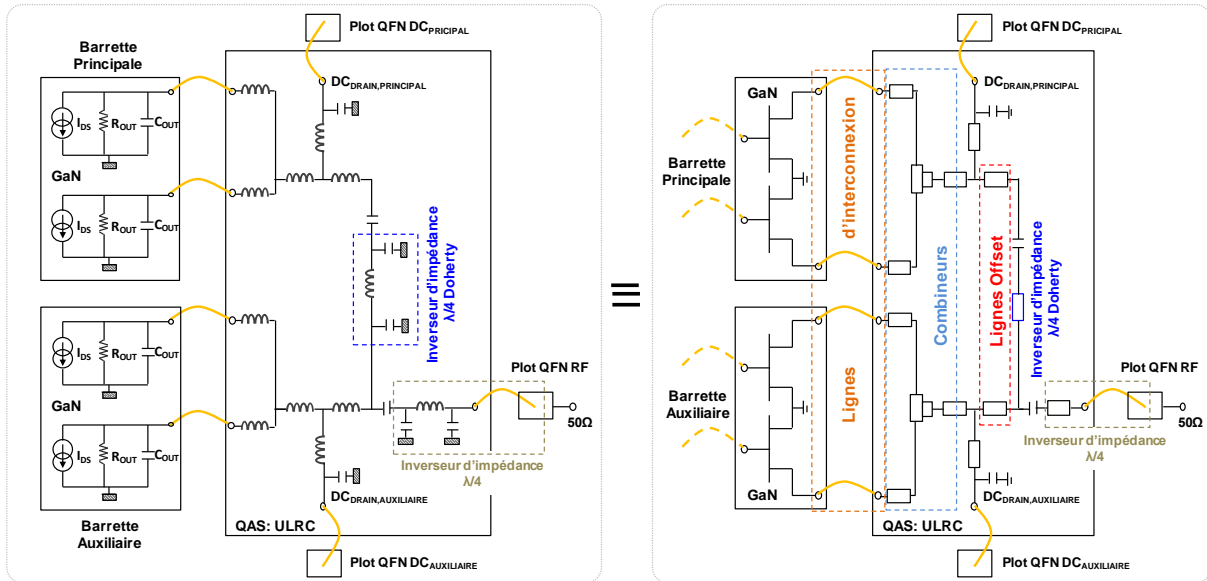 Plot QFN DCPRICIPAL
Barrette
Principale
DCDRAIN,PRINCIPAL
IDS
ROUT
COUT
GaN
IDS
ROUT
COUT
Inverseur d'impédance
λ/4 Doherty
IDS
ROUT
COUT
GaN
IDS
ROUT
COUT
Plot QFN RF
50Ω
Inverseur d'impédance
λ/4
DCDRAIN,AUXILIAIRE
QAS: ULRC
Barrette
Auxiliaire
Plot QFN DCAUXILIAIRE
≡
Plot QFN DCPRICIPAL
DCDRAIN,PRINCIPAL
GaN
Barrette
Principale
d'interconnexion
Lignes
Combineurs
Lignes Offset
Inverseur d'impédance
λ/4 Doherty
Barrette
Auxiliaire
GaN
Plot QFN RF
50Ω
Inverseur d'impédance
λ/4
DCDRAIN,AUXILIAIRE
QAS: ULRC
Plot QFN DCAUXILIAIRE